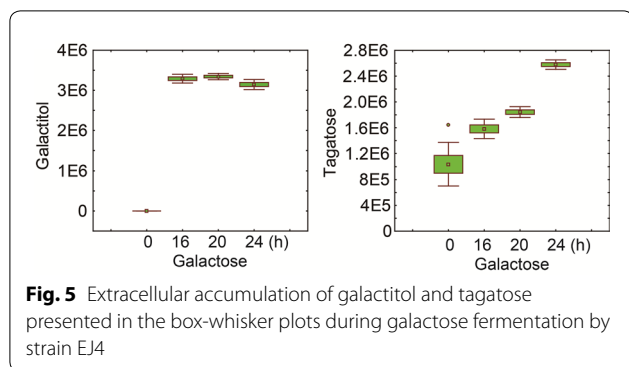 4E6
3E6
2E6
1E6
0
Galactitol
0 16 20 24 (h)
Galactose
2.8E6
2.4E6
2.0E6
1.6E6
1.2E6
8E5
4E5
0
Tagatose
0 16 20 24 (h)
Galactose
Fig. 5 Extracellular accumulation of galactitol and tagatose
presented in the box-whisker plots during galactose fermentation by
strain EJ4